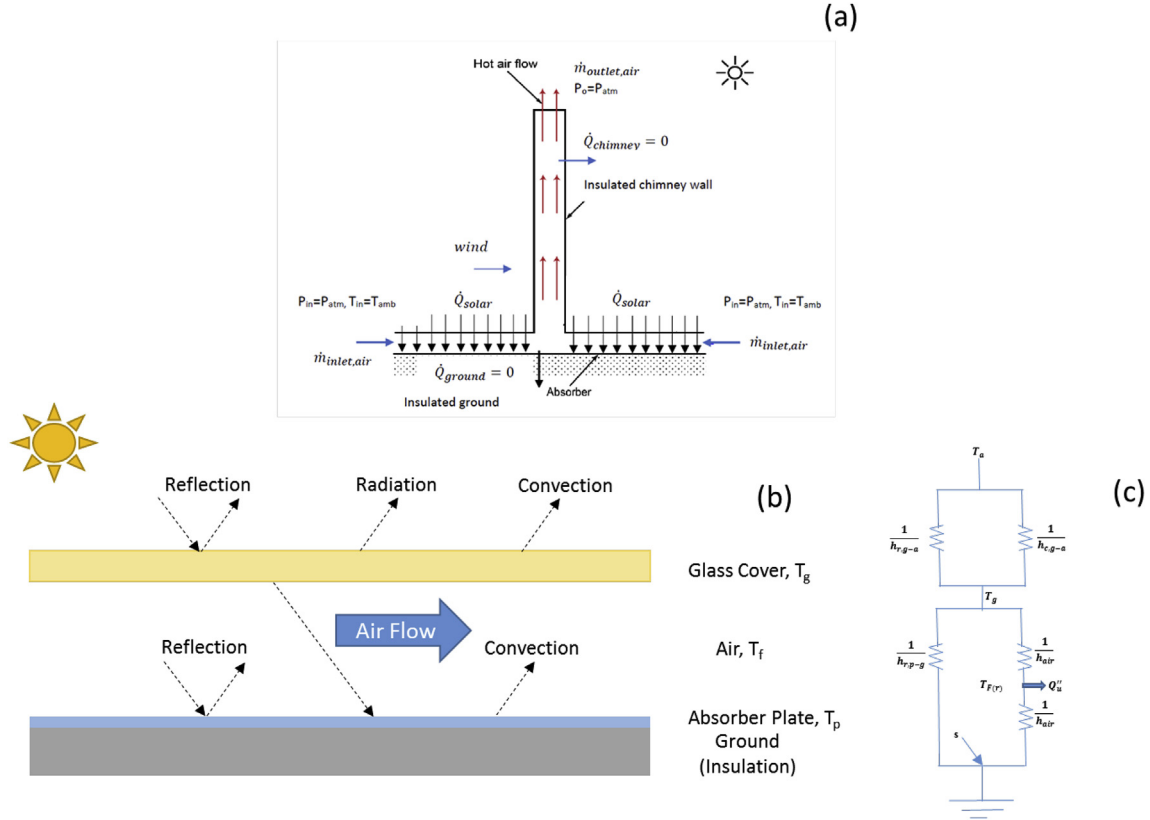 (a)
Hot air flow
ṁoutlet,air
Po=Patm
Q̇chimney = 0
Insulated chimney wall
wind
Pin=Patm, Tin=Tamb
Q̇solar
Q̇solar
Pin=Patm, Tin=Tamb
ṁinlet,air
ṁinlet,air
Q̇ground = 0
Absorber
Insulated ground
Reflection
Radiation
Convection
(b)
Glass Cover, Tg
Air Flow
Reflection
Convection
Air, Tf
Absorber Plate, Tp
Ground
(Insulation)
(c)
Ta
1/hr,g−a
1/hc,g−a
Tg
1/hr,p−g
1/hair
TF(r)
Q″u
1/hair
s